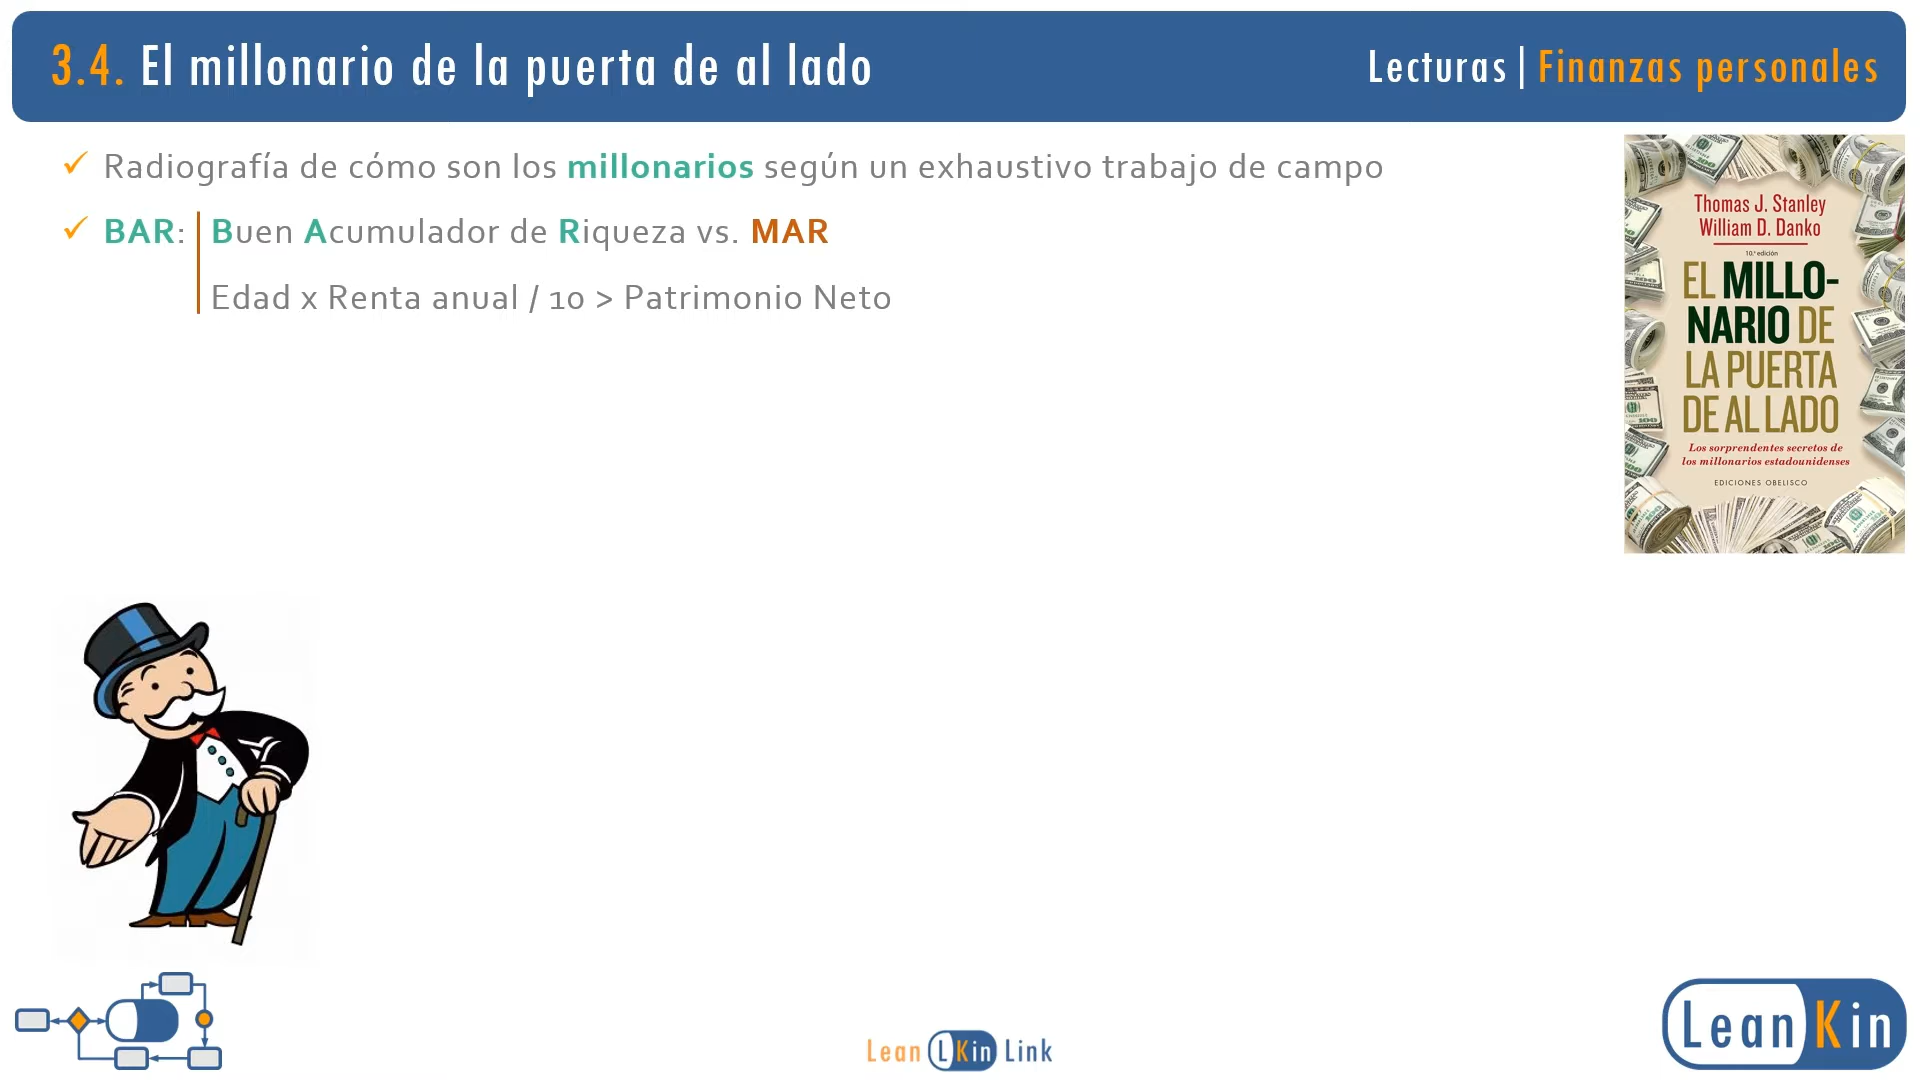 3.4. El millonario de la puerta de al lado
Lecturas | Finanzas personales
✓ Radiografía de cómo son los millonarios según un exhaustivo trabajo de campo
✓ BAR: Buen Acumulador de Riqueza vs. MAR
Edad x Renta anual / 10 > Patrimonio Neto
Thomas J. Stanley
William D. Danko
10.ª edición
EL MILLO-
NARIO DE
LA PUERTA
DE AL LADO
Los sorprendentes secretos de
los millonarios estadounidenses
EDICIONES OBELISCO
Lean LKin Link
LeanKin